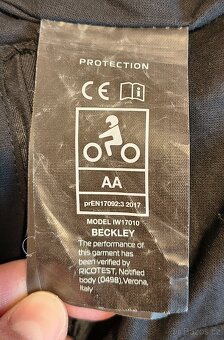 PROTECTION
CE
AA
prEN17092:3 2017
MODEL IW17010
BECKLEY
The performance of
this garment has
been verified by
RICOTEST, Notified
body (0498),Verona,
Italy